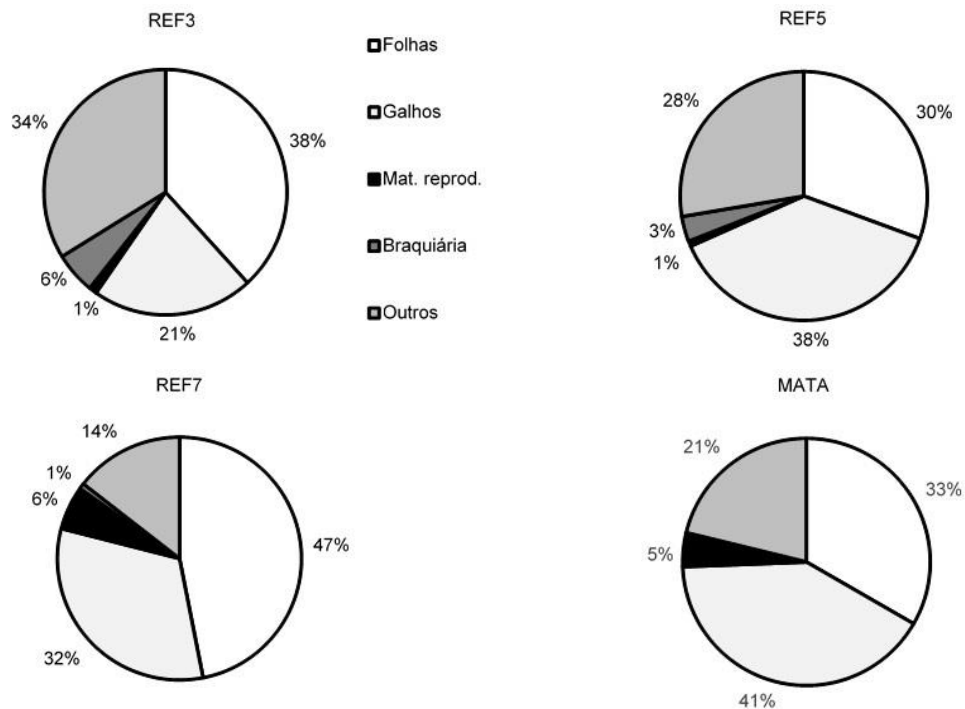 REF3
38%
21%
1%
6%
34%
Folhas
Galhos
Mat. reprod.
Braquiária
Outros
REF5
30%
38%
1%
3%
28%
REF7
47%
32%
6%
1%
14%
MATA
33%
41%
5%
21%